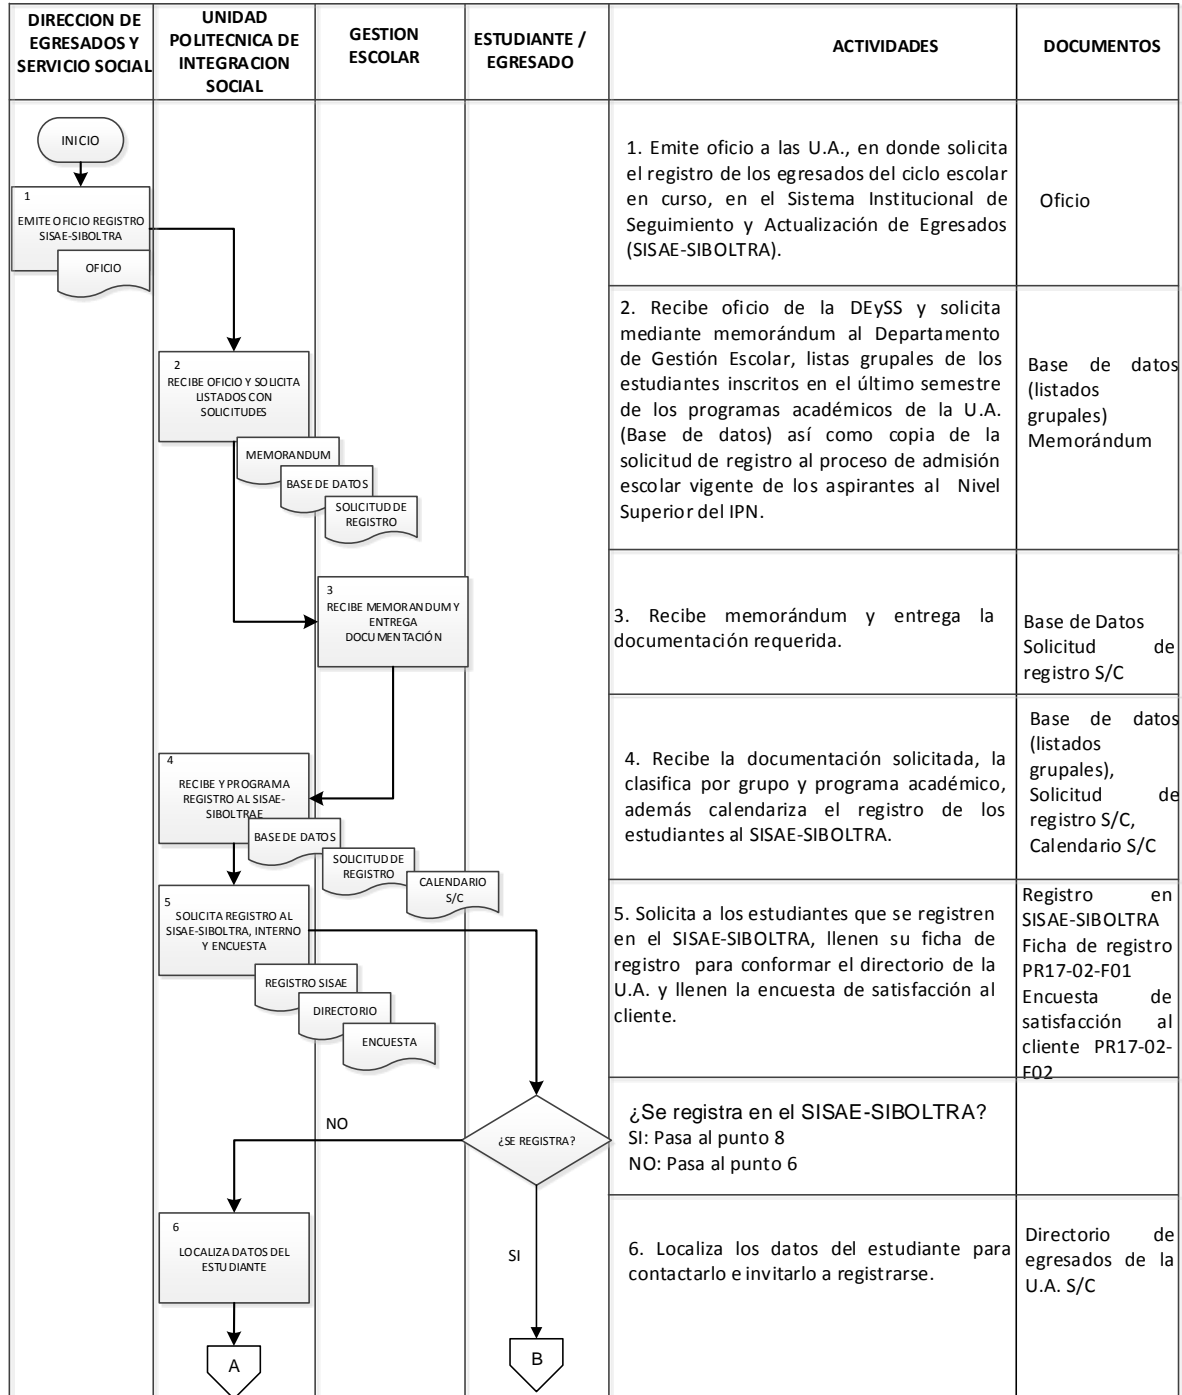 DIRECCION DE
EGRESADOS Y
SERVICIO SOCIAL
UNIDAD
POLITECNICA DE
INTEGRACION
SOCIAL
GESTION
ESCOLAR
ESTUDIANTE /
EGRESADO
ACTIVIDADES
DOCUMENTOS
INICIO
1
EMITE OFICIO REGISTRO
SISAE-SIBOLTRA
OFICIO
1. Emite oficio a las U.A., en donde solicita
el registro de los egresados del ciclo escolar
en curso, en el Sistema Institucional de
Seguimiento y Actualización de Egresados
(SISAE-SIBOLTRA).
Oficio
2
RECIBE OFICIO Y SOLICITA
LISTADOS CON
SOLICITUDES
MEMORANDUM
BASE DE DATOS
SOLICITUD DE
REGISTRO
2. Recibe oficio de la DEySS y solicita
mediante memorándum al Departamento
de Gestión Escolar, listas grupales de los
estudiantes inscritos en el último semestre
de los programas académicos de la U.A.
(Base de datos) así como copia de la
solicitud de registro al proceso de admisión
escolar vigente de los aspirantes al Nivel
Superior del IPN.
Base de datos
(listados
grupales)
Memorándum
3
RECIBE MEMORANDUM Y
ENTREGA
DOCUMENTACIÓN
3. Recibe memorándum y entrega la
documentación requerida.
Base de Datos
Solicitud de
registro S/C
4
RECIBE Y PROGRAMA
REGISTRO AL SISAE-
SIBOLTRAE
BASE DE DATOS
SOLICITUD DE
REGISTRO
CALENDARIO
S/C
4. Recibe la documentación solicitada, la
clasifica por grupo y programa académico,
además calendariza el registro de los
estudiantes al SISAE-SIBOLTRA.
Base de datos
(listados
grupales),
Solicitud de
registro S/C,
Calendario S/C
5
SOLICITA REGISTRO AL
SISAE-SIBOLTRA, INTERNO
Y ENCUESTA
REGISTRO SISAE
DIRECTORIO
ENCUESTA
5. Solicita a los estudiantes que se registren
en el SISAE-SIBOLTRA, llenen su ficha de
registro para conformar el directorio de la
U.A. y llenen la encuesta de satisfacción al
cliente.
Registro en
SISAE-SIBOLTRA
Ficha de registro
PR17-02-F01
Encuesta de
satisfacción al
cliente PR17-02-
F02
¿SE REGISTRA?
NO
SI
¿Se registra en el SISAE-SIBOLTRA?
SI: Pasa al punto 8
NO: Pasa al punto 6
6
LOCALIZA DATOS DEL
ESTUDIANTE
6. Localiza los datos del estudiante para
contactarlo e invitarlo a registrarse.
Directorio de
egresados de la
U.A. S/C
A
B